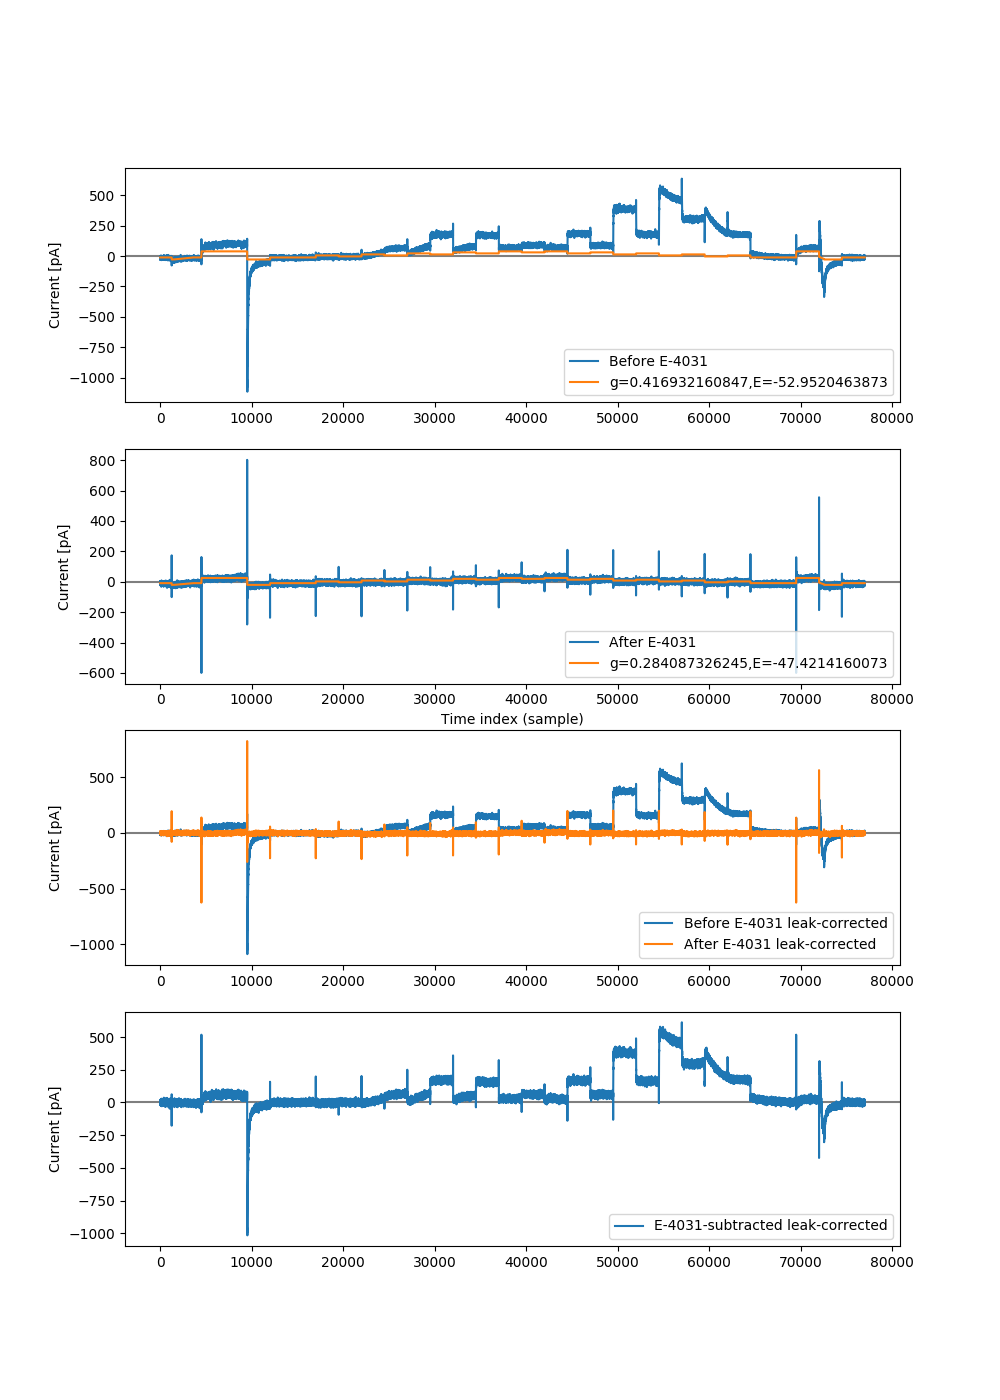 500
250
0
−250
−500
−750
−1000
Current [pA]
Before E-4031
g=0.416932160847,E=-52.9520463873
0 10000 20000 30000 40000 50000 60000 70000 80000
800
600
400
200
0
−200
−400
−600
Current [pA]
After E-4031
g=0.284087326245,E=-47.4214160073
0 10000 20000 30000 40000 50000 60000 70000 80000
Time index (sample)
500
0
−500
−1000
Current [pA]
Before E-4031 leak-corrected
After E-4031 leak-corrected
0 10000 20000 30000 40000 50000 60000 70000 80000
500
250
0
−250
−500
−750
−1000
Current [pA]
E-4031-subtracted leak-corrected
0 10000 20000 30000 40000 50000 60000 70000 80000